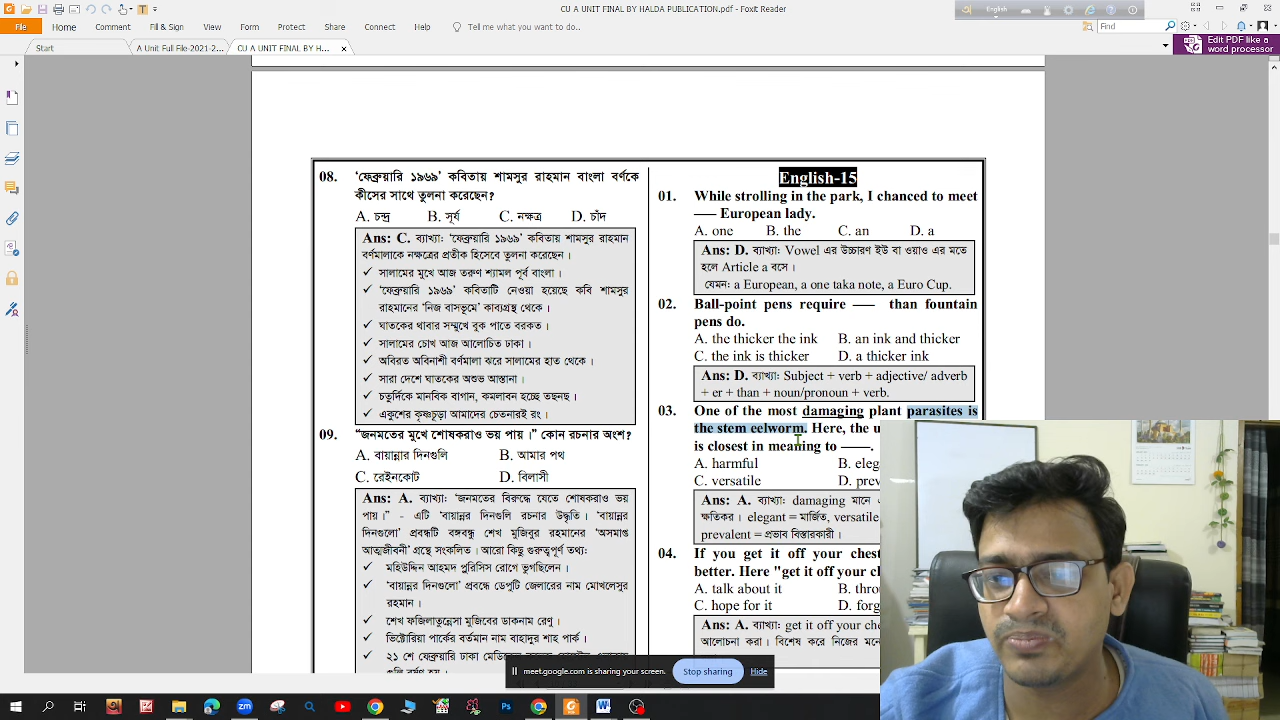 CU A UNIT FINAL BY HALDA PUBLICATION.pdf - Foxit Reader
English
File Home Comment Fill & Sign View Form Protect Share Connect Help Tell me what you want to do... Find
Start A Unit Full File-2021-2... CU A UNIT FINAL BY H... Edit PDF like a
word processor
08. ‘ফেব্রুয়ারি ১৯৬৯’ কবিতায় শামসুর রাহমান বাংলা বর্ণকে
কীসের সাথে তুলনা করেছেন?
A. চন্দ্র B. সূর্য C. নক্ষত্র D. চাঁদ
Ans: C. ব্যাখ্যা: ‘ফেব্রুয়ারি ১৯৬৯’ কবিতায় শামসুর রাহমান
বর্ণমালাকে নক্ষত্রের প্রতীক হিসেবে তুলনা করেছেন।
✓ সালামের মুখে আজ তরুণ শ্যামল পূর্ব বাংলা।
✓ ‘ফেব্রুয়ারি ১৯৬৯’ কবিতাটি নেওয়া হয়েছে কবি শামসুর
রাহমানের ‘নিজ বাসভূমে’ কাব্যগ্রন্থ থেকে।
✓ ঘাতকের থাবার সম্মুখে বুক পাতে বরকত।
✓ সালামের চোখ আজ আলোচিত ঢাকা।
✓ অবিরত অবিনাশী বর্ণমালা ঝরে সালামের হাত থেকে।
✓ সারা দেশে ঘাতকের অশুভ আস্তানা।
✓ চতুর্দিকে মানবিক বাগান, কমলাবন হচ্ছে তছনছ।
✓ একুশের কৃষ্ণচূড়া আমাদের চেতনারই রং।
09. “জনমতের মুখে শোষকরাও ভয় পায়।” কোন রচনার অংশ?
A. বায়ান্নার দিনগুলি B. আমার পথ
C. রেইনকোট D. বিলাসী
Ans: A. ব্যাখ্যা: ‘জনমতের বিরুদ্ধে যেতে শোষকরাও ভয়
পায়।” - এটি ‘বায়ান্নর দিনগুলি রচনার উদ্ধৃতি। ‘বায়ান্নর
দিনগুলো’ প্রবন্ধটি বঙ্গবন্ধু শেখ মুজিবুর রহমানের ‘অসমাপ্ত
আত্মজীবনী’ গ্রন্থে সংকলিত। আরো কিছু গুরুত্বপূর্ণ তথ্য:
✓ মহিউদ্দিন আহমদ পুরিসিস রোগে ভুগছিলেন।
✓ ‘বায়ান্নর দিনগুলো’ প্রবন্ধে ডেপুটি জেলারের নাম মোখলেসুর
রহমান।
✓ শেখ ফজিলাতুন্নেসা মুজিবের ডাকনাম রেণু।
✓ ভিক্টোরিয়া পার্কের বর্তমান নাম বাহাদুর শাহ পার্ক।
✓ ২১ শে ফেব্রুয়ারি ঢাকা
English-15
01. While strolling in the park, I chanced to meet
—— European lady.
A. one B. the C. an D. a
Ans: D. ব্যাখ্যা: Vowel এর উচ্চারণ ইউ বা ওয়াও এর মতে
হলে Article a বসে।
যেমন: a European, a one taka note, a Euro Cup.
02. Ball-point pens require —— than fountain
pens do.
A. the thicker the ink B. an ink and thicker
C. the ink is thicker D. a thicker ink
Ans: D. ব্যাখ্যা: Subject + verb + adjective/ adverb
+ er + than + noun/pronoun + verb.
03. One of the most damaging plant parasites is
the stem eelworm. Here, the
is closest in meaning to ——.
A. harmful B.
C. versatile D.
Ans: A. ব্যাখ্যা: damaging মানে
ক্ষতিকর। elegant = মার্জিত, versatile
prevalent = প্রভাব বিস্তারকারী।
04. If you get it off your chest
better. Here "get it off your
A. talk about it B.
C. hope for it D.
Ans: A. ব্যাখ্যা: get it off your
আলোচনা করা। বিশেষ করে নিজের
meet.google.com is sharing your screen. Stop sharing Hide